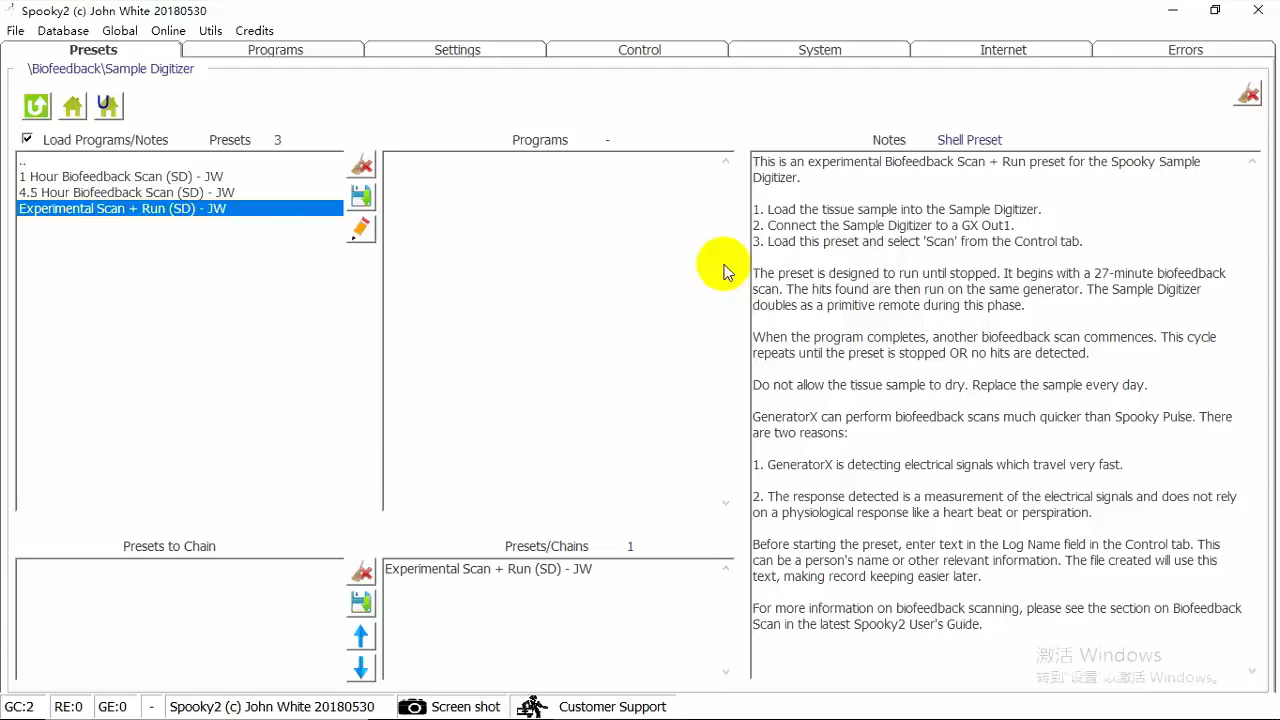 Spooky2 (c) John White 20180530
File Database Global Online Utils Credits
Presets Programs Settings Control System Internet Errors
\Biofeedback\Sample Digitizer
Load Programs/Notes Presets 3 Programs - Notes Shell Preset
..
1 Hour Biofeedback Scan (SD) - JW
4.5 Hour Biofeedback Scan (SD) - JW
Experimental Scan + Run (SD) - JW
This is an experimental Biofeedback Scan + Run preset for the Spooky Sample
Digitizer.
1. Load the tissue sample into the Sample Digitizer.
2. Connect the Sample Digitizer to a GX Out1.
3. Load this preset and select 'Scan' from the Control tab.
The preset is designed to run until stopped. It begins with a 27-minute biofeedback
scan. The hits found are then run on the same generator. The Sample Digitizer
doubles as a primitive remote during this phase.
When the program completes, another biofeedback scan commences. This cycle
repeats until the preset is stopped OR no hits are detected.
Do not allow the tissue sample to dry. Replace the sample every day.
GeneratorX can perform biofeedback scans much quicker than Spooky Pulse. There
are two reasons:
1. GeneratorX is detecting electrical signals which travel very fast.
2. The response detected is a measurement of the electrical signals and does not rely
on a physiological response like a heart beat or perspiration.
Before starting the preset, enter text in the Log Name field in the Control tab. This
can be a person's name or other relevant information. The file created will use this
text, making record keeping easier later.
For more information on biofeedback scanning, please see the section on Biofeedback
Scan in the latest Spooky2 User's Guide.
Presets to Chain Presets/Chains 1
Experimental Scan + Run (SD) - JW
激活 Windows
转到"设置"以激活 Windows。
GC:2 RE:0 GE:0 - Spooky2 (c) John White 20180530 Screen shot Customer Support